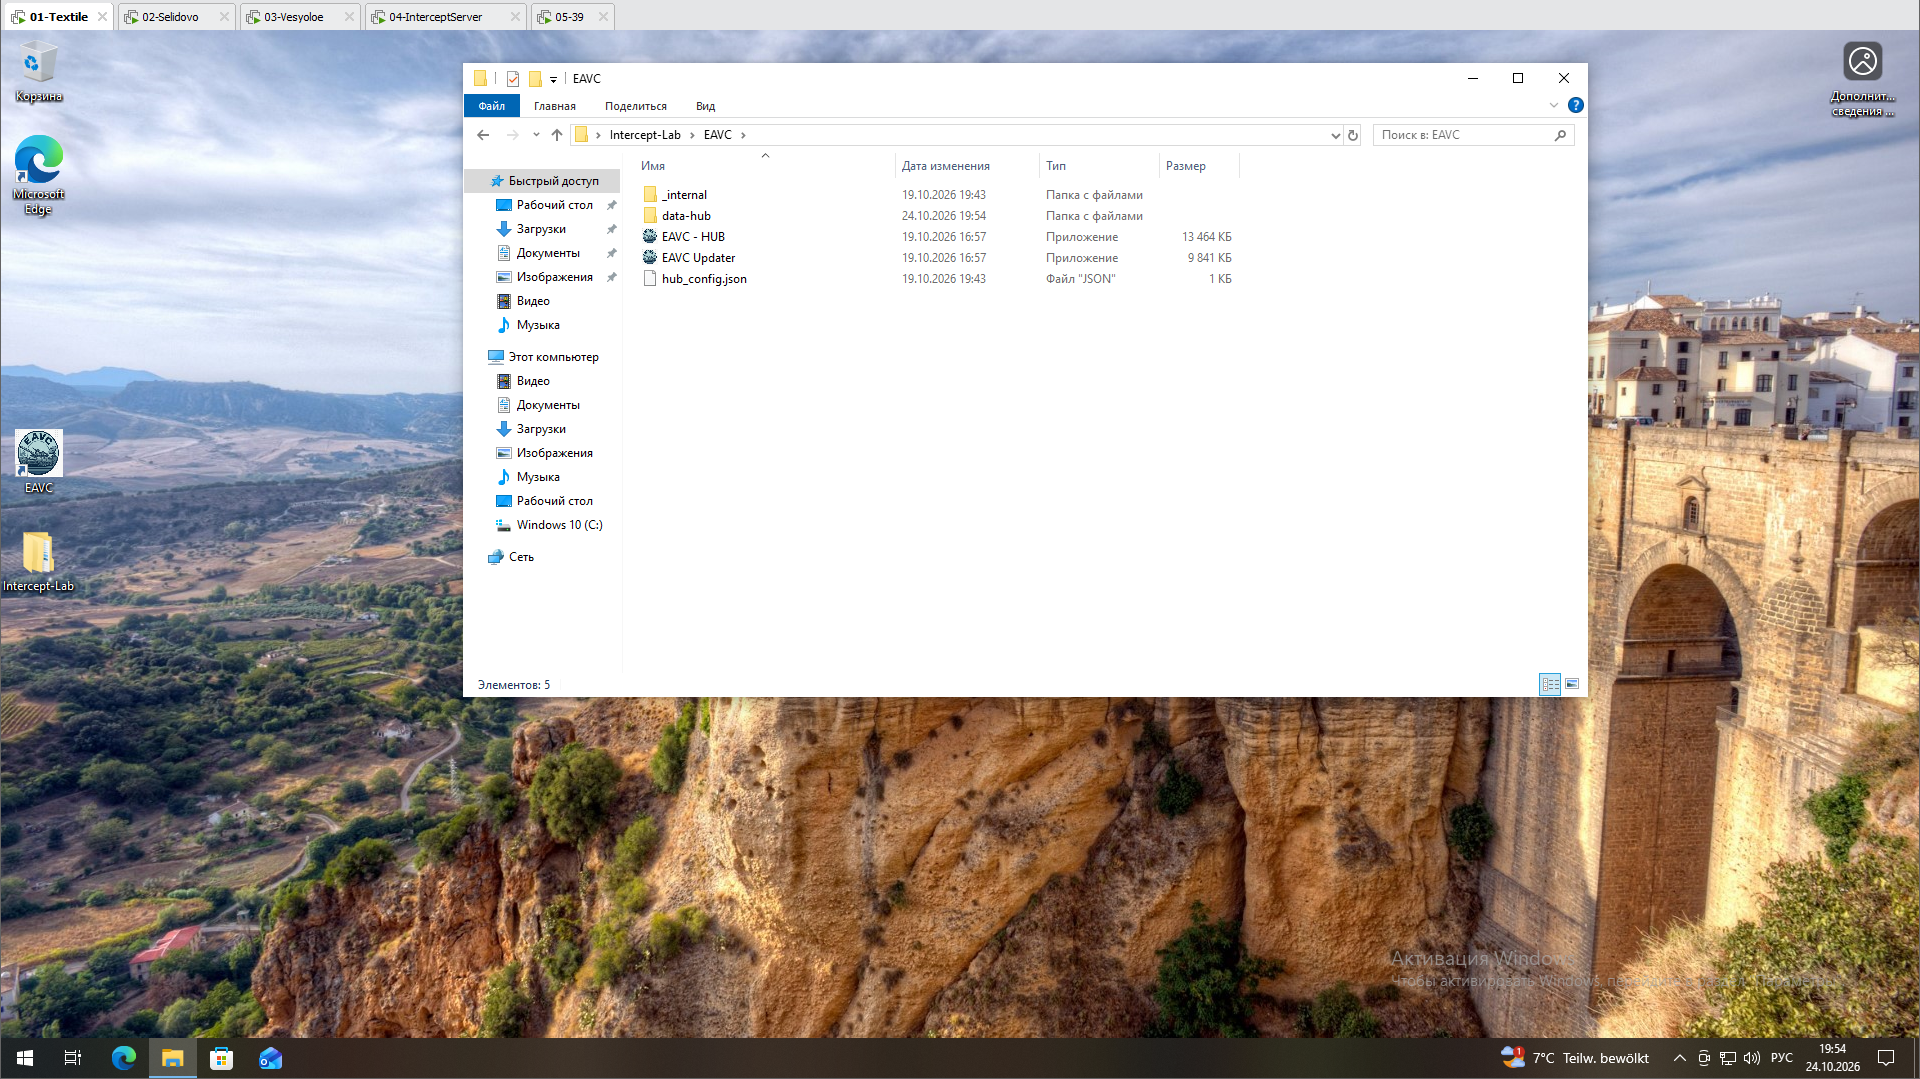 01-Textile
02-Selidovo
03-Vesyoloe
04-InterceptServer
05-39
Корзина
Microsoft
Edge
EAVC
EAVC
Intercept-Lab
Дополнит...
сведения ...
EAVC
Файл
Главная
Поделиться
Вид
?
Intercept-Lab
EAVC
Поиск в: EAVC
Имя
Дата изменения
Тип
Размер
_internal 19.10.2026 19:43 Папка с файлами
data-hub 24.10.2026 19:54 Папка с файлами
EAVC - HUB 19.10.2026 16:57 Приложение 13 464 КБ
EAVC Updater 19.10.2026 16:57 Приложение 9 841 КБ
hub_config.json 19.10.2026 19:43 Файл "JSON" 1 КБ
Быстрый доступ
Рабочий стол
Загрузки
Документы
Изображения
Видео
Музыка
Этот компьютер
Видео
Документы
Загрузки
Изображения
Музыка
Рабочий стол
Windows 10 (C:)
Сеть
Элементов: 5
Активация Windows
Чтобы активировать Windows,
1
7°C Teilw. bewölkt
РУС
19:54
24.10.2026